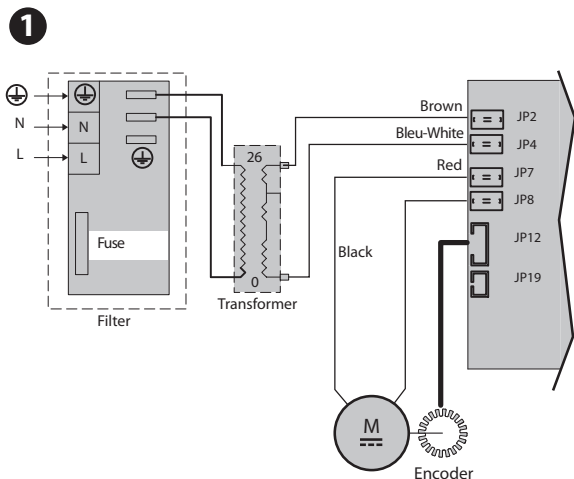 1
Brown
JP2
N
N
Bleu-White
JP4
L
L
26
Red
JP7
JP8
JP12
Fuse
Black
JP19
0
Transformer
Filter
M
Encoder